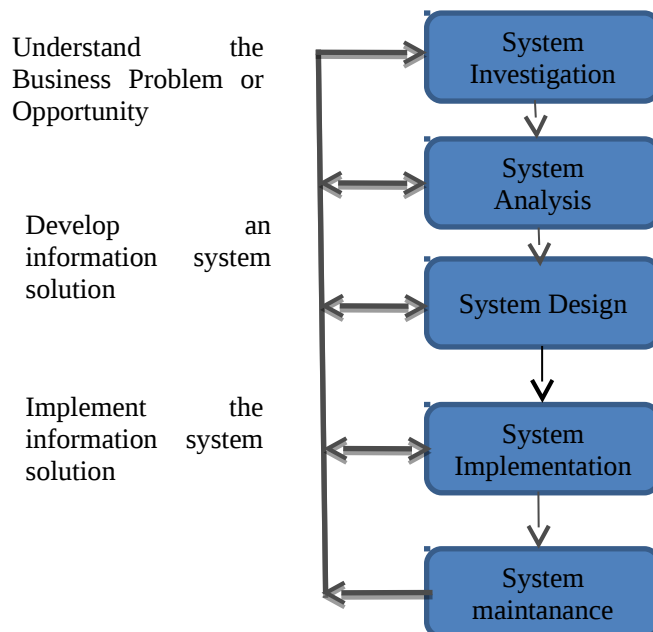 Understand the
Business Problem or
Opportunity
System
Investigation
System
Analysis
Develop an
information system
solution
System Design
Implement the
information system
solution
System
Implementation
System
maintanance